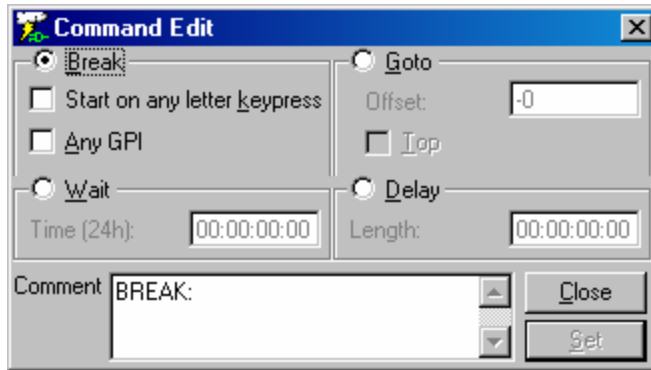 Command Edit
Break
Goto
Start on any letter keypress
Offset:
-0
Any GPI
Top
Wait
Delay
Time (24h):
00:00:00:00
Length:
00:00:00:00
Comment
BREAK:
Close
Set